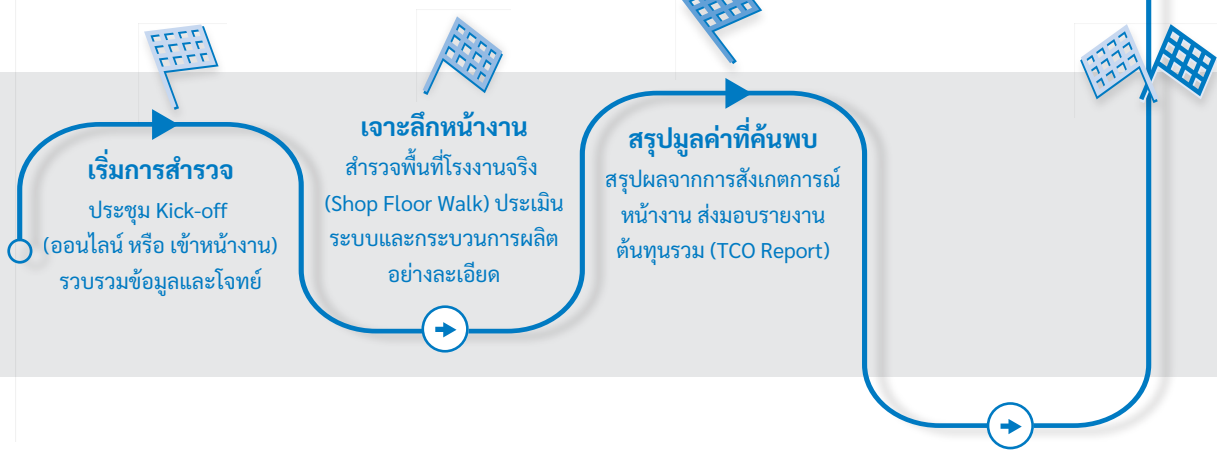 เริ่มการสำรวจ
ประชุม Kick-off
(ออนไลน์ หรือ เข้าหน้างาน)
รวบรวมข้อมูลและโจทย์
เจาะลึกหน้างาน
สำรวจพื้นที่โรงงานจริง
(Shop Floor Walk) ประเมิน
ระบบและกระบวนการผลิต
อย่างละเอียด
สรุปมูลค่าที่ค้นพบ
สรุปผลจากการสังเกตการณ์
หน้างาน ส่งมอบรายงาน
ต้นทุนรวม (TCO Report)